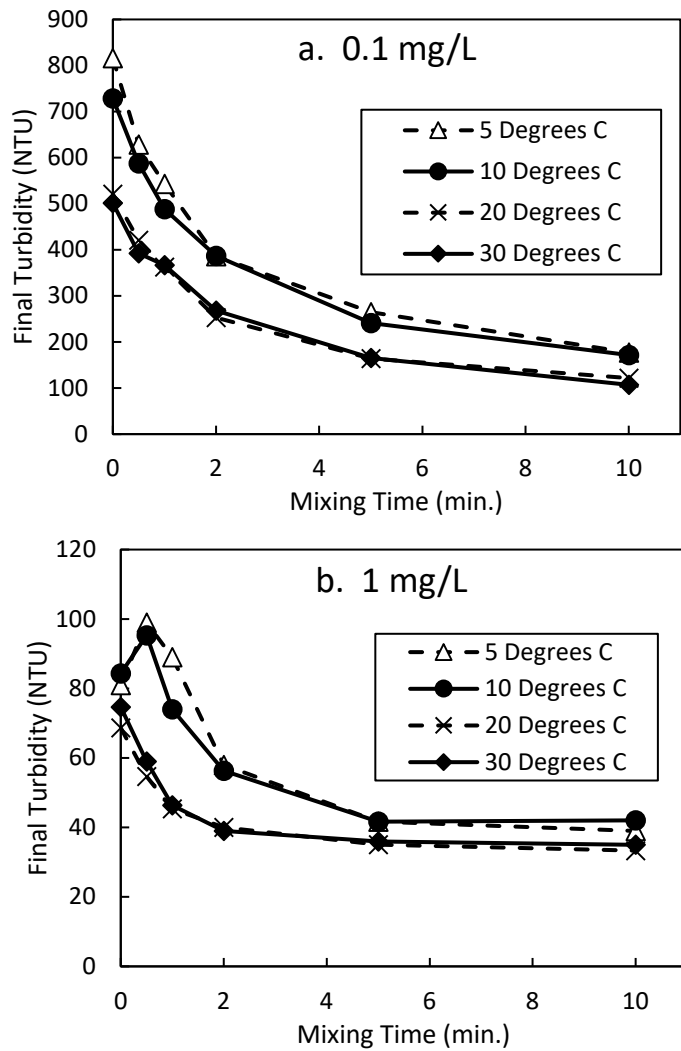 a. 0.1 mg/L
900
800
700
600
500
400
300
200
100
0
Final Turbidity (NTU)
5 Degrees C
10 Degrees C
20 Degrees C
30 Degrees C
0 2 4 6 8 10
Mixing Time (min.)
b. 1 mg/L
120
100
80
60
40
20
0
Final Turbidity (NTU)
5 Degrees C
10 Degrees C
20 Degrees C
30 Degrees C
0 2 4 6 8 10
Mixing Time (min.)